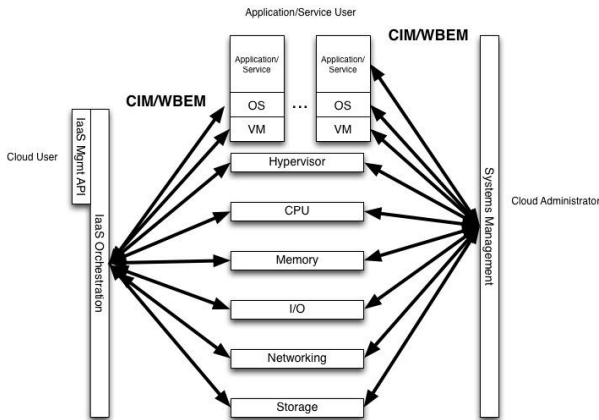 Application/Service User
CIM/WBEM
Application/
Service
Application/
Service
CIM/WBEM
OS
...
OS
VM
VM
Cloud User
IaaS Mgmt API
IaaS Orchestration
Hypervisor
CPU
Memory
I/O
Networking
Storage
Systems Management
Cloud Administrator